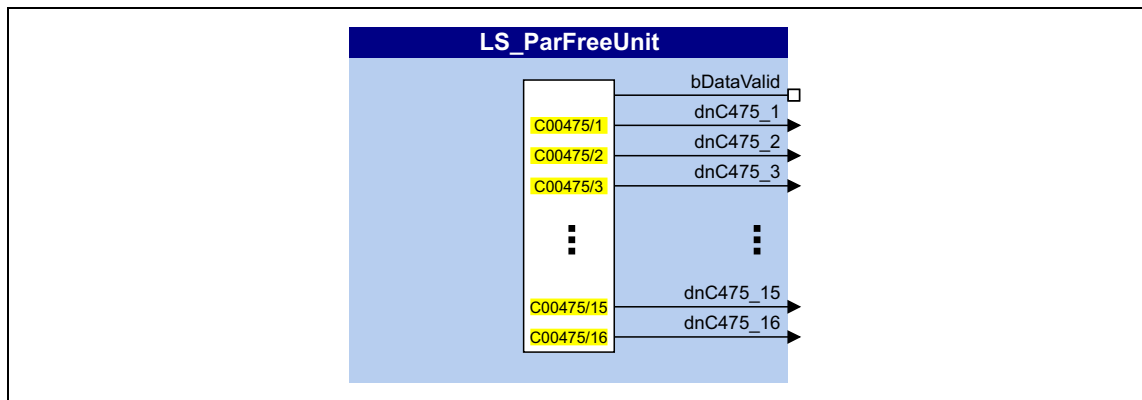 LS_ParFreeUnit
bDataValid
C00475/1 dnC475_1
C00475/2 dnC475_2
C00475/3 dnC475_3
C00475/15 dnC475_15
C00475/16 dnC475_16